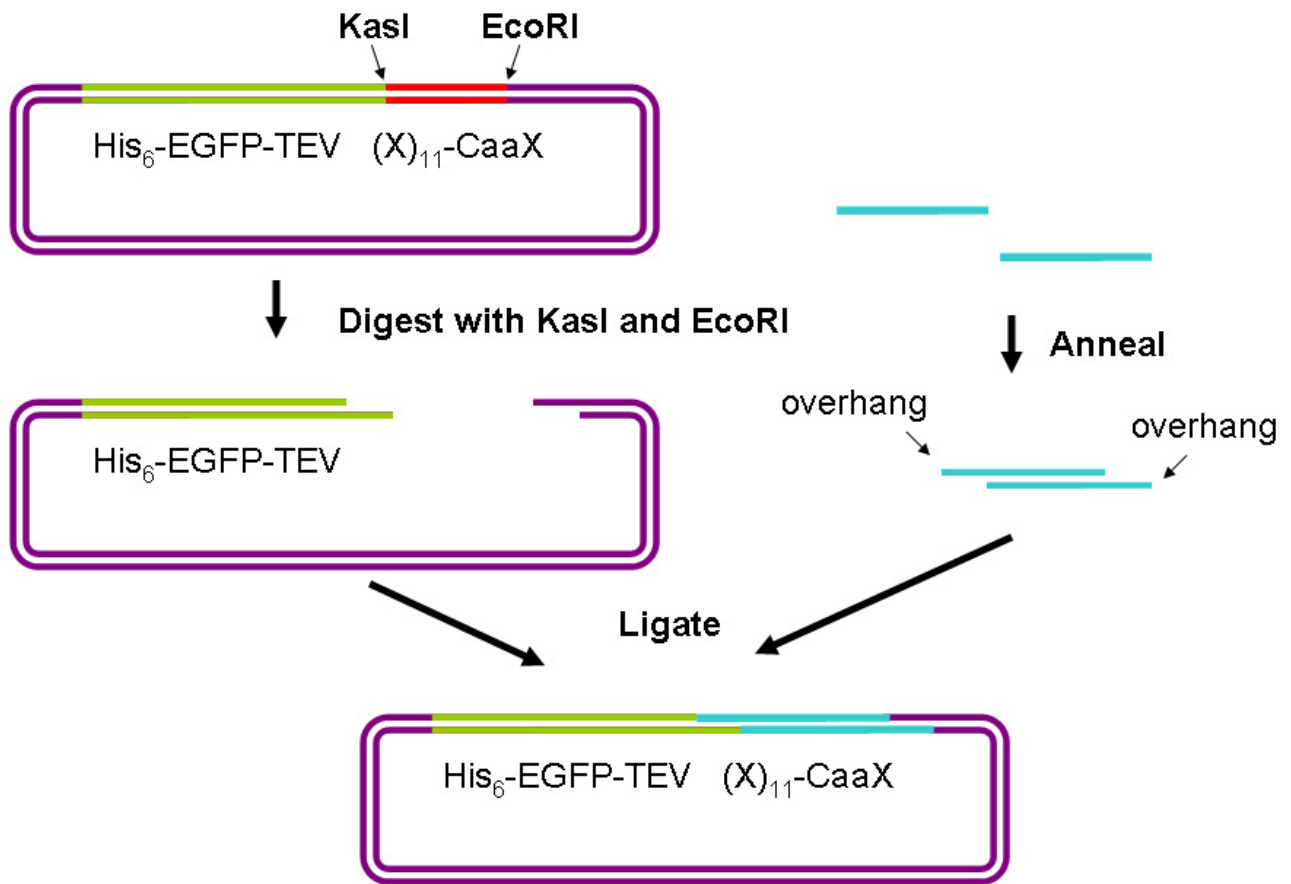 KasI EcoRI
His6-EGFP-TEV (X)11-CaaX
Digest with KasI and EcoRI
Anneal
overhang
overhang
His6-EGFP-TEV
Ligate
His6-EGFP-TEV (X)11-CaaX